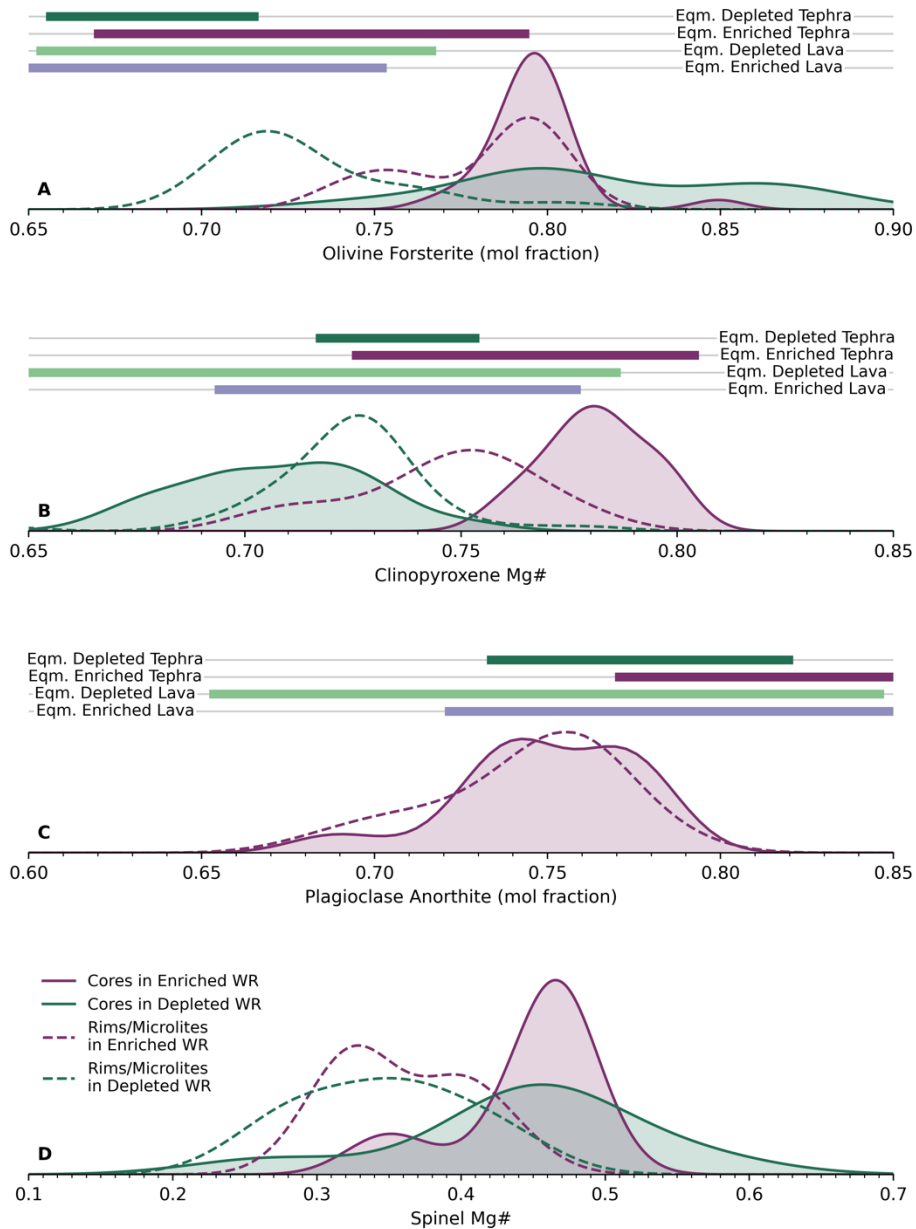 Eqm. Depleted Tephra
Eqm. Enriched Tephra
Eqm. Depleted Lava
Eqm. Enriched Lava
A
0.65 0.70 0.75 0.80 0.85 0.90
Olivine Forsterite (mol fraction)
Eqm. Depleted Tephra
Eqm. Enriched Tephra
Eqm. Depleted Lava
Eqm. Enriched Lava
B
0.65 0.70 0.75 0.80 0.85
Clinopyroxene Mg#
Eqm. Depleted Tephra
Eqm. Enriched Tephra
Eqm. Depleted Lava
Eqm. Enriched Lava
C
0.60 0.65 0.70 0.75 0.80 0.85
Plagioclase Anorthite (mol fraction)
Cores in Enriched WR
Cores in Depleted WR
Rims/Microlites
in Enriched WR
Rims/Microlites
in Depleted WR
D
0.1 0.2 0.3 0.4 0.5 0.6 0.7
Spinel Mg#